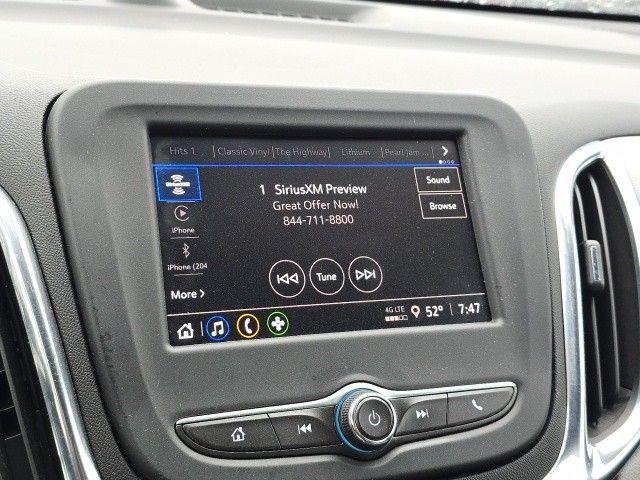 Hits 1 | Classic Vinyl | The Highway | Lithium | Pearl Jam ...
1 SiriusXM Preview
Great Offer Now!
844-711-8800
Sound
Browse
iPhone
iPhone (204
More >
Tune
4G LTE
52° | 7:47